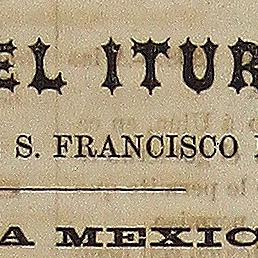 EL ITUR
S. FRANCISCO
A MEXIC